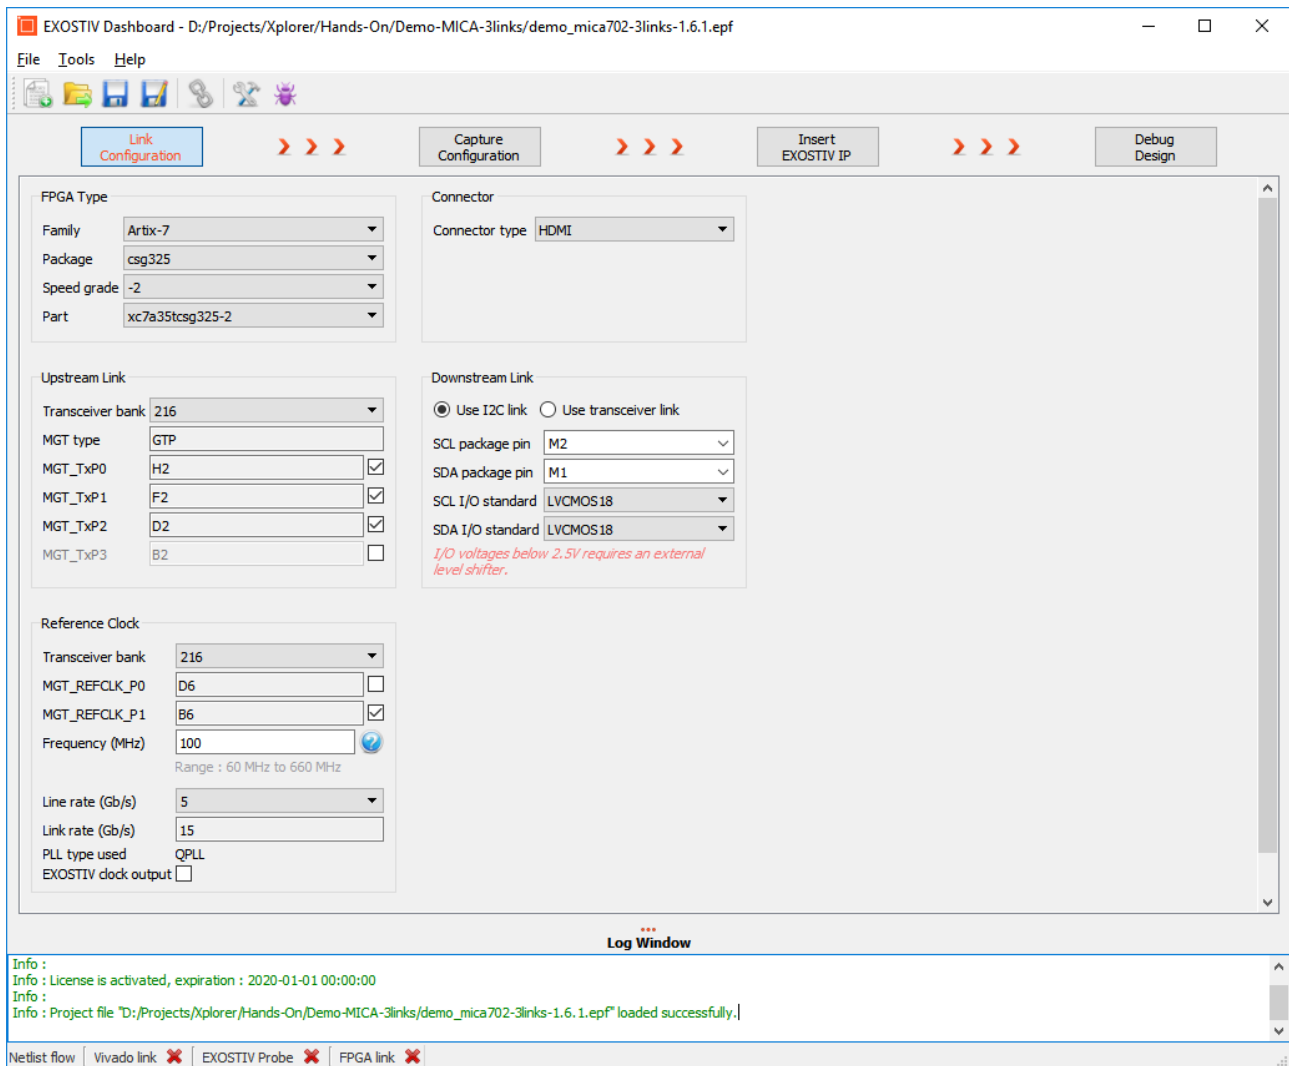 EXOSTIV Dashboard - D:/Projects/Xplorer/Hands-On/Demo-MICA-3links/demo_mica702-3links-1.6.1.epf
File Tools Help
Link Configuration
Capture Configuration
Insert EXOSTIV IP
Debug Design
FPGA Type
Family Artix-7
Package csg325
Speed grade -2
Part xc7a35tcsg325-2
Connector
Connector type HDMI
Upstream Link
Transceiver bank 216
MGT type GTP
MGT_TxP0 H2
MGT_TxP1 F2
MGT_TxP2 D2
MGT_TxP3 B2
Downstream Link
Use I2C link Use transceiver link
SCL package pin M2
SDA package pin M1
SCL I/O standard LVCMOS18
SDA I/O standard LVCMOS18
I/O voltages below 2.5V requires an external
level shifter.
Reference Clock
Transceiver bank 216
MGT_REFCLK_P0 D6
MGT_REFCLK_P1 B6
Frequency (MHz) 100
Range : 60 MHz to 660 MHz
Line rate (Gb/s) 5
Link rate (Gb/s) 15
PLL type used QPLL
EXOSTIV clock output
Log Window
Info :
Info : License is activated, expiration : 2020-01-01 00:00:00
Info :
Info : Project file "D:/Projects/Xplorer/Hands-On/Demo-MICA-3links/demo_mica702-3links-1.6.1.epf" loaded successfully.
Netlist flow Vivado link EXOSTIV Probe FPGA link